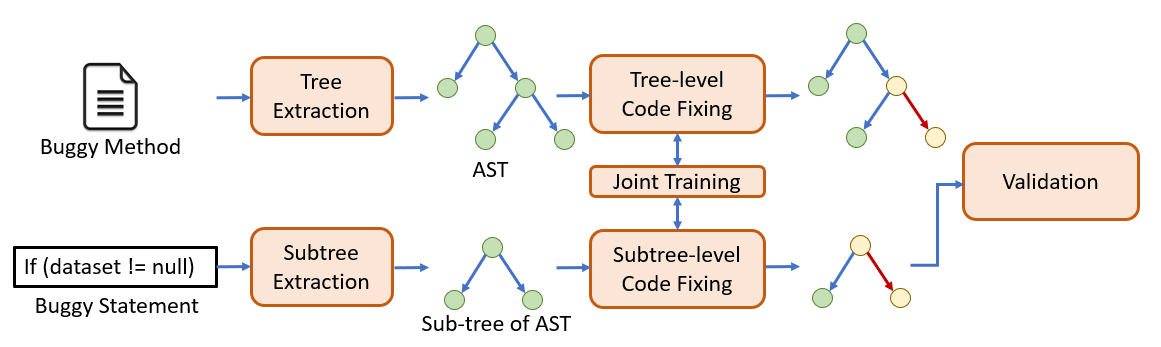 Buggy Method
Tree
Extraction
AST
Tree-level
Code Fixing
Joint Training
Validation
If (dataset != null)
Buggy Statement
Subtree
Extraction
Sub-tree of AST
Subtree-level
Code Fixing